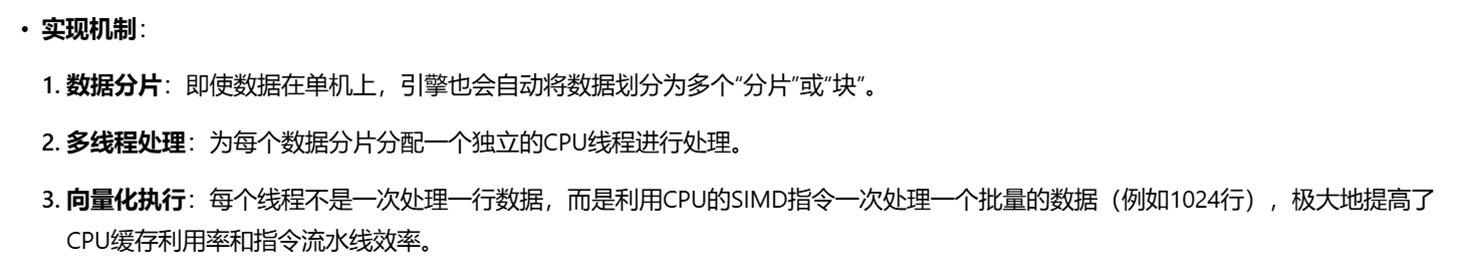 • 实现机制：
1. 数据分片：即使数据在单机上，引擎也会自动将数据划分为多个“分片”或“块”。
2. 多线程处理：为每个数据分片分配一个独立的CPU线程进行处理。
3. 向量化执行：每个线程不是一次处理一行数据，而是利用CPU的SIMD指令一次处理一个批量的数据（例如1024行），极大地提高了
CPU缓存利用率和指令流水线效率。